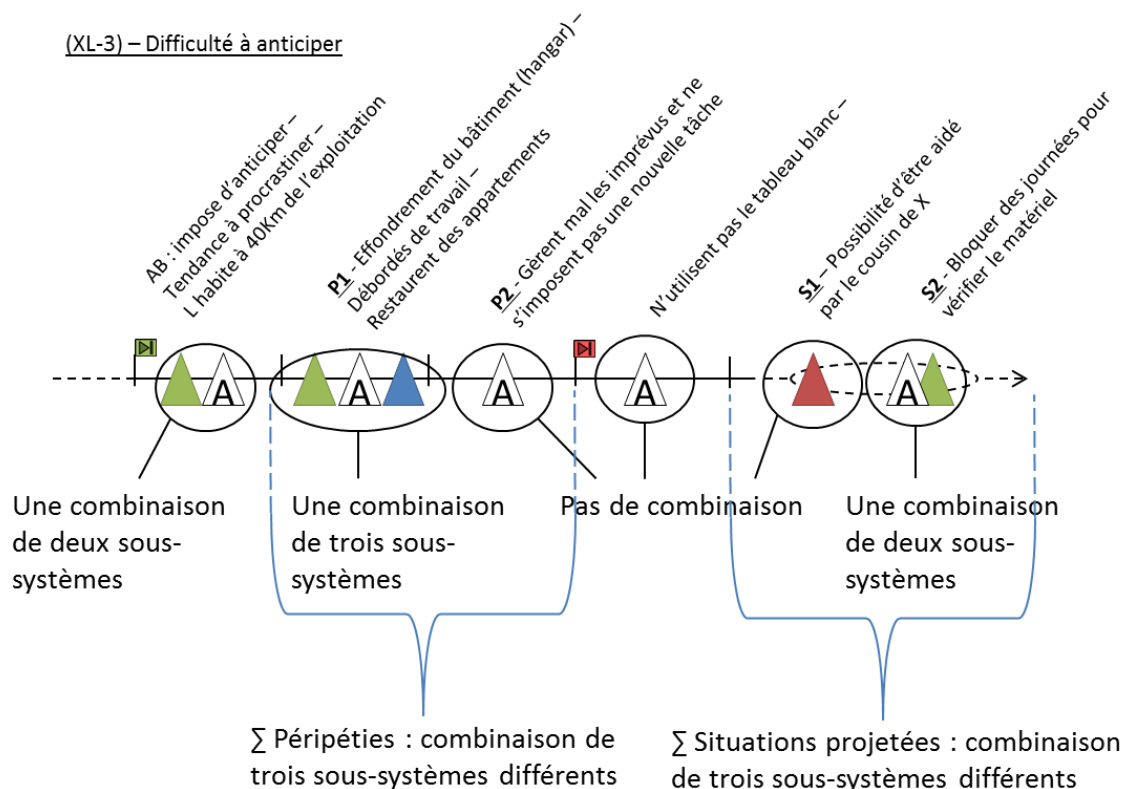 (XL-3) – Difficulté à anticiper
AB : impose d'anticiper –
Tendance à procrastiner –
L habite à 40Km de l'exploitation
P1 - Effondrement du bâtiment (hangar) –
Débordés de travail –
Restaurent des appartements
P2 - Gèrent mal les imprévus et ne
s'imposent pas une nouvelle tâche
N'utilisent pas le tableau blanc –
S1 – Possibilité d'être aidé
par le cousin de X
S2 - Bloquer des journées pour
vérifier le matériel
A
A
A
A
A
Une combinaison
de deux sous-
systèmes
Une combinaison
de trois sous-
systèmes
Pas de combinaison
Une combinaison
de deux sous-
systèmes
∑ Péripéties : combinaison de
trois sous-systèmes différents
∑ Situations projetées : combinaison
de trois sous-systèmes différents